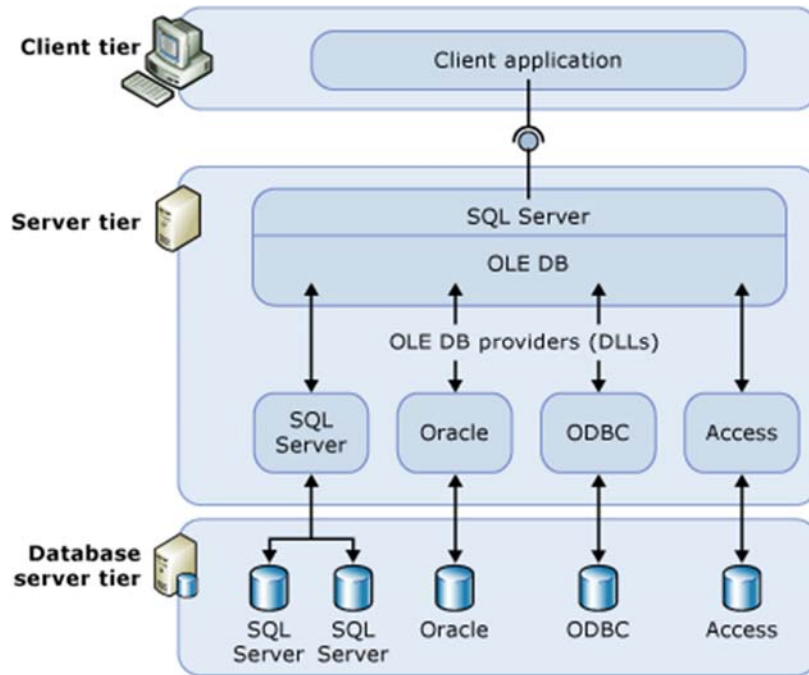 Client tier
Client application
Server tier
SQL Server
OLE DB
OLE DB providers (DLLs)
SQL
Server
Oracle
ODBC
Access
Database
server tier
SQL
Server
SQL
Server
Oracle
ODBC
Access